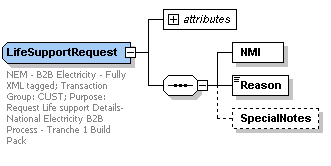 attributes
LifeSupportRequest
NMI
NEM - B2B Electricity - Fully
XML tagged; Transaction
Group: CUST; Purpose:
Request Life support Details-
National Electricity B2B
Process - Tranche 1 Build
Pack
Reason
SpecialNotes